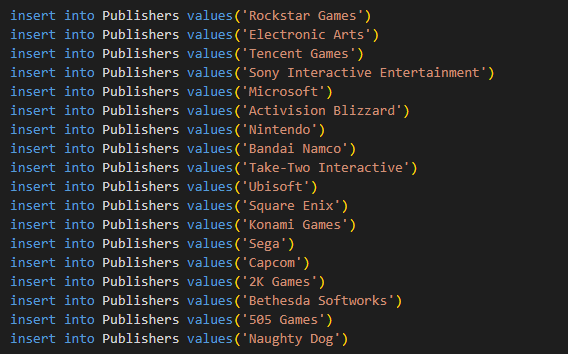 insert into Publishers values('Rockstar Games')
insert into Publishers values('Electronic Arts')
insert into Publishers values('Tencent Games')
insert into Publishers values('Sony Interactive Entertainment')
insert into Publishers values('Microsoft')
insert into Publishers values('Activision Blizzard')
insert into Publishers values('Nintendo')
insert into Publishers values('Bandai Namco')
insert into Publishers values('Take-Two Interactive')
insert into Publishers values('Ubisoft')
insert into Publishers values('Square Enix')
insert into Publishers values('Konami Games')
insert into Publishers values('Sega')
insert into Publishers values('Capcom')
insert into Publishers values('2K Games')
insert into Publishers values('Bethesda Softworks')
insert into Publishers values('505 Games')
insert into Publishers values('Naughty Dog')